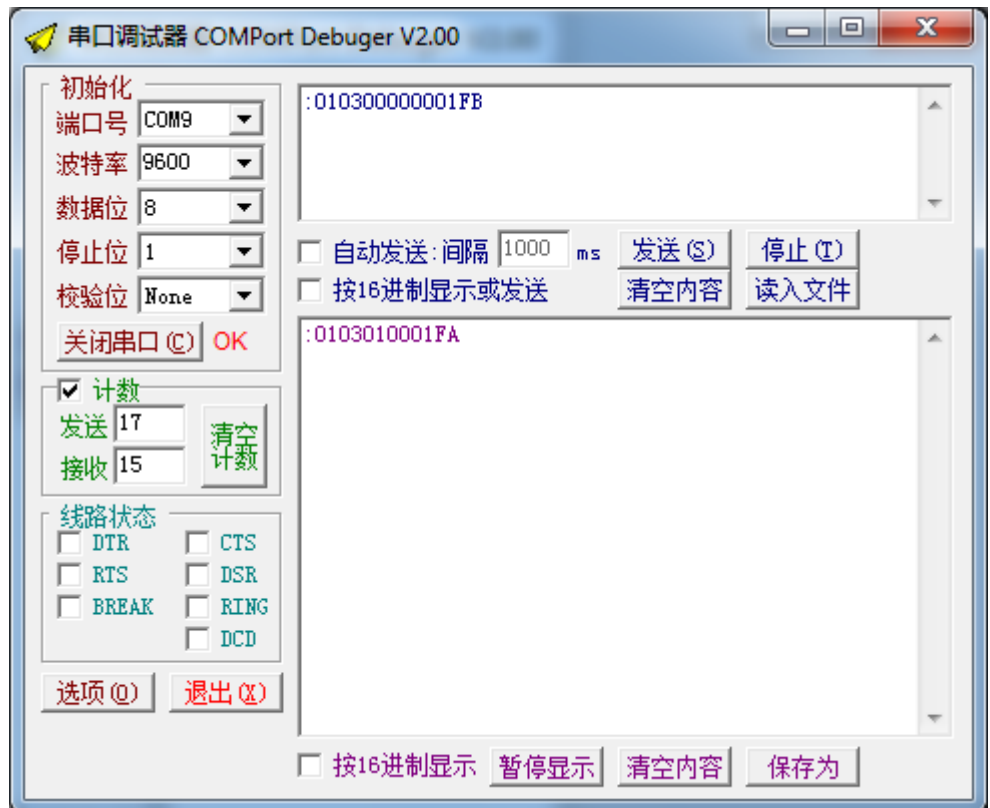 串口调试器 COMPort Debuger V2.00
初始化
端口号 COM9
波特率 9600
数据位 8
停止位 1
校验位 None
关闭串口(C) OK
计数
发送 17
接收 15
清空
计数
线路状态
DTR CTS
RTS DSR
BREAK RING
DCD
选项(O) 退出(X)
:010300000001FB
自动发送:间隔 1000 ms 发送(S) 停止(T)
按16进制显示或发送 清空内容 读入文件
:0103010001FA
按16进制显示 暂停显示 清空内容 保存为